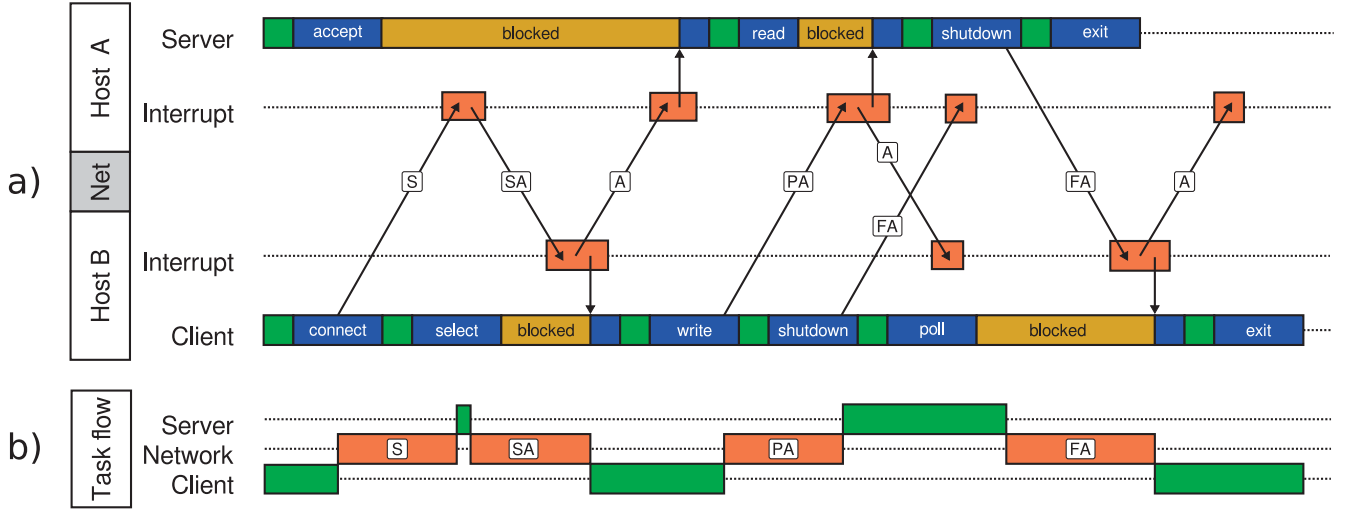 a)
Host A
Net
Host B
Server
accept
blocked
read
blocked
shutdown
exit
Interrupt
S
SA
A
PA
A
FA
FA
A
Interrupt
Client
connect
select
blocked
write
shutdown
poll
blocked
exit
b)
Task flow
Server
Network
S
SA
PA
FA
Client